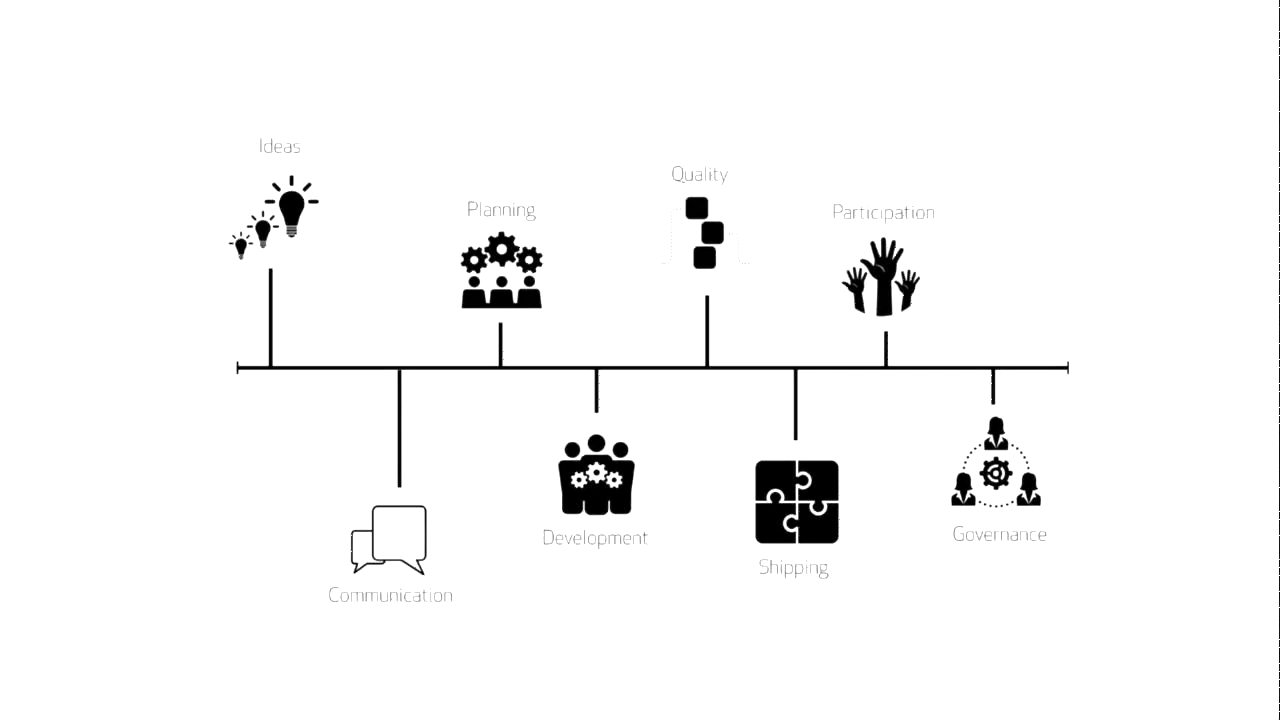 Ideas
Communication
Planning
Development
Quality
Shipping
Participation
Governance